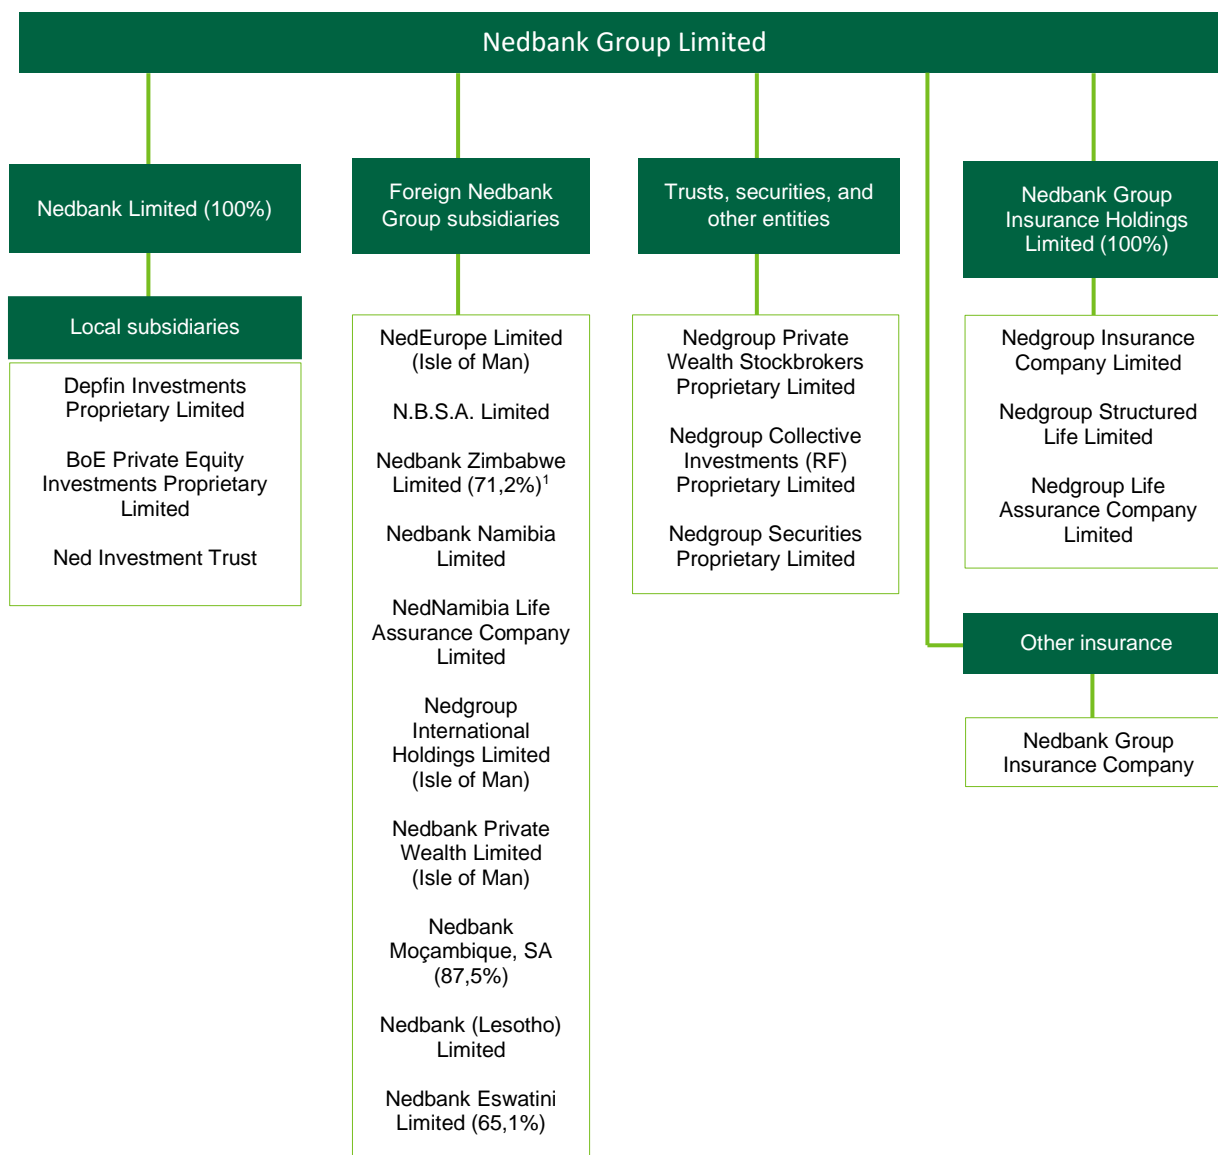 Nedbank Group Limited
Nedbank Limited (100%)
Local subsidiaries
Depfin Investments
Proprietary Limited
BoE Private Equity
Investments Proprietary
Limited
Ned Investment Trust
Foreign Nedbank
Group subsidiaries
NedEurope Limited
(Isle of Man)
N.B.S.A. Limited
Nedbank Zimbabwe
Limited (71,2%)¹
Nedbank Namibia
Limited
NedNamibia Life
Assurance Company
Limited
Nedgroup
International
Holdings Limited
(Isle of Man)
Nedbank Private
Wealth Limited
(Isle of Man)
Nedbank
Moçambique, SA
(87,5%)
Nedbank (Lesotho)
Limited
Nedbank Eswatini
Limited (65,1%)
Trusts, securities, and
other entities
Nedgroup Private
Wealth Stockbrokers
Proprietary Limited
Nedgroup Collective
Investments (RF)
Proprietary Limited
Nedgroup Securities
Proprietary Limited
Nedbank Group
Insurance Holdings
Limited (100%)
Nedgroup Insurance
Company Limited
Nedgroup Structured
Life Limited
Nedgroup Life
Assurance Company
Limited
Other insurance
Nedbank Group
Insurance Company